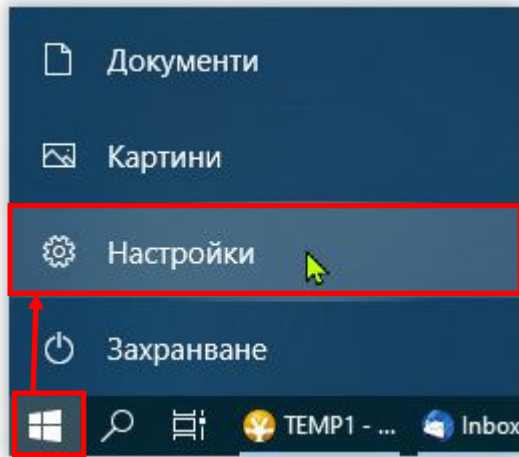 Документи
Картини
Настройки
Захранване
TEMP1 - ...
Inbox